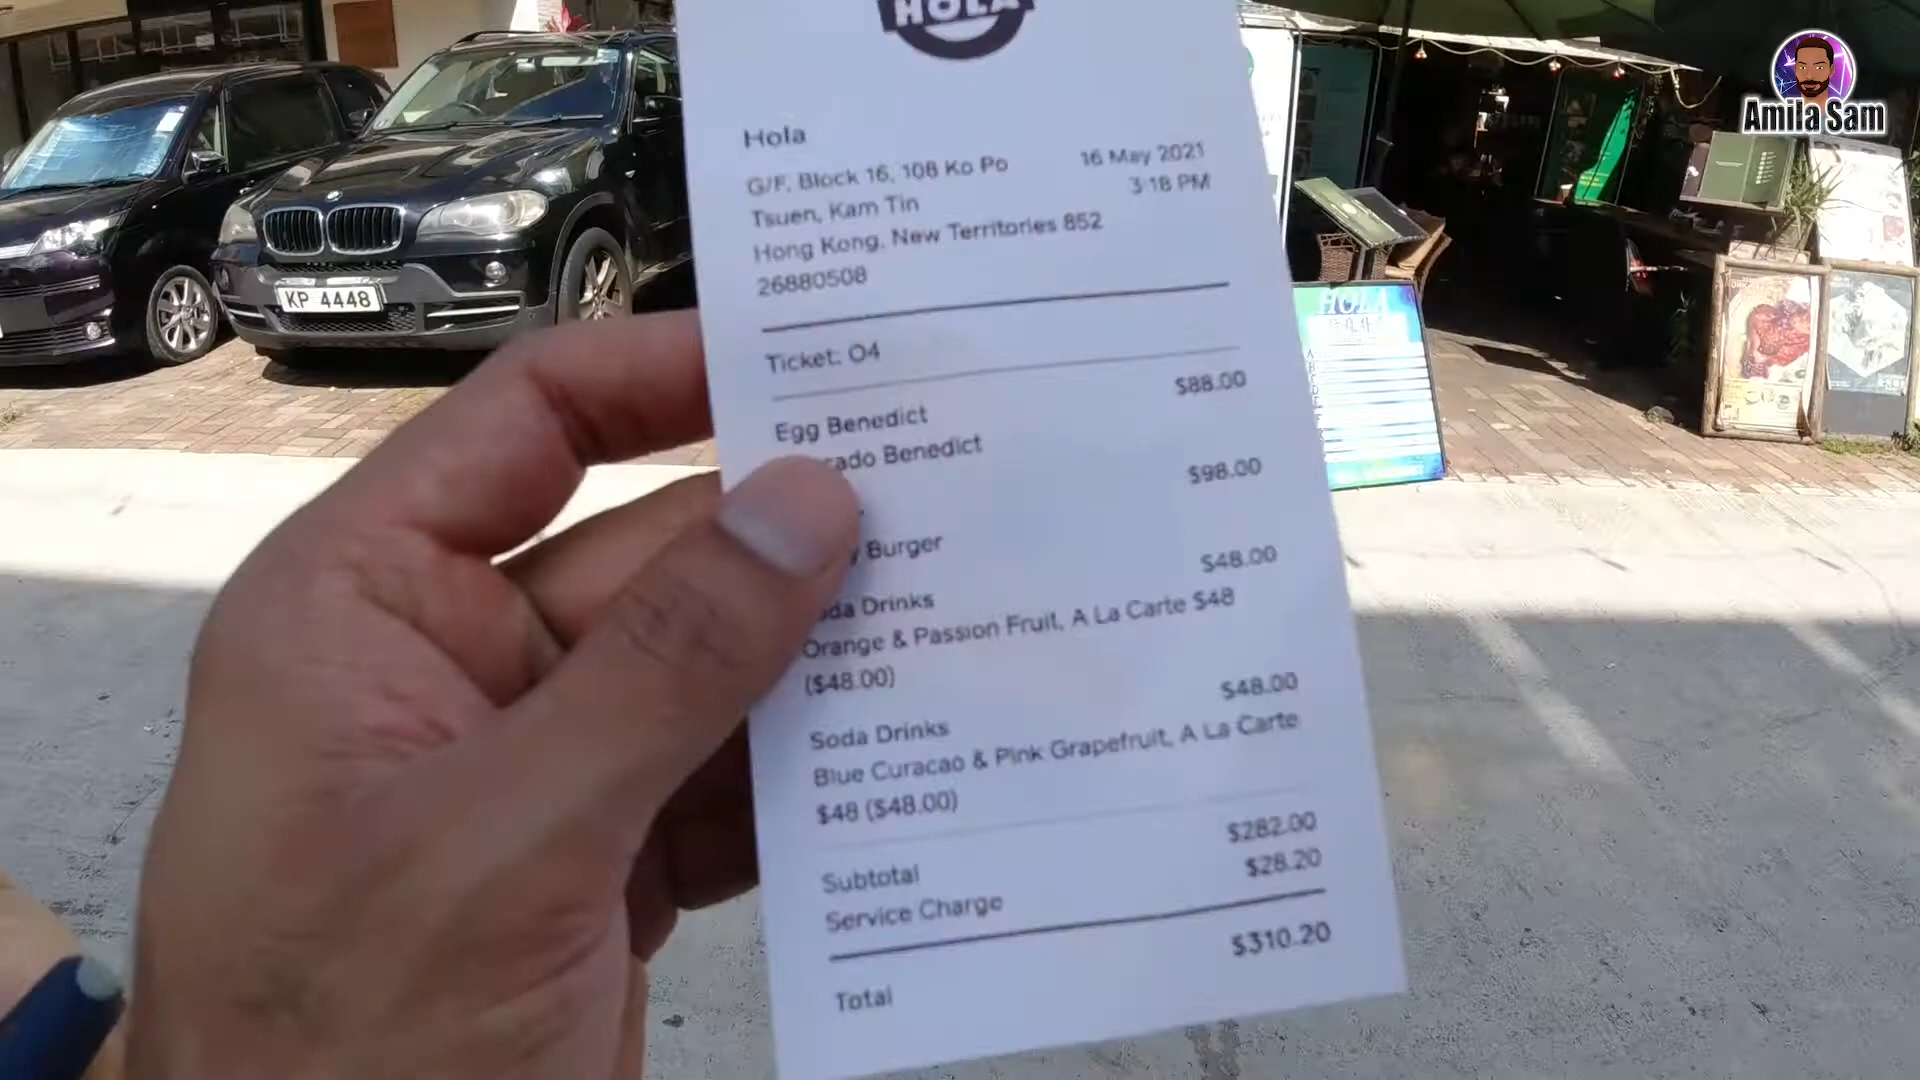 HOLA
Hola
G/F, Block 16, 108 Ko Po
Tsuen, Kam Tin
Hong Kong, New Territories 852
26880508
16 May 2021
3:18 PM
Ticket: O4
Egg Benedict $88.00
Benedict
Burger $98.00
Drinks $48.00
Orange & Passion Fruit, A La Carte $48
($48.00)
Soda Drinks $48.00
Blue Curacao & Pink Grapefruit, A La Carte
$48 ($48.00)
Subtotal $282.00
Service Charge $28.20
Total $310.20
KP 4448
HOLA
Amila Sam